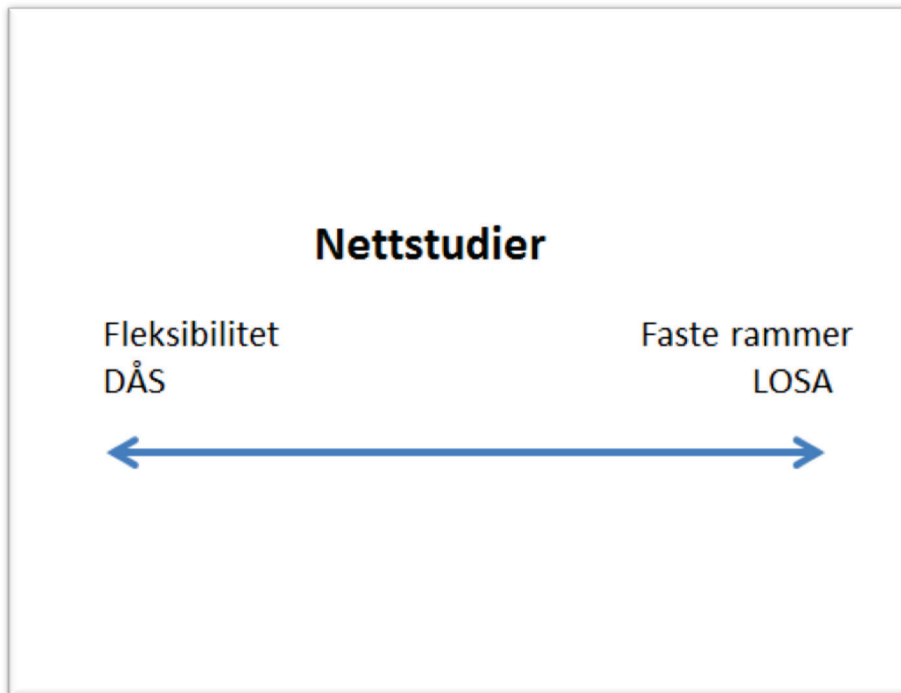 Nettstudier
Fleksibilitet
DÅS
Faste rammer
LOSA